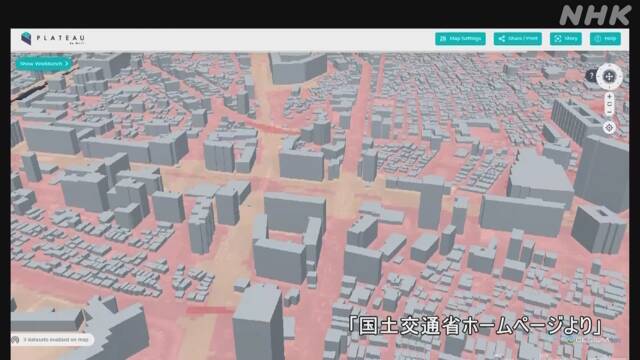 NHK
PLATEAU
by MLIT
Map Settings
Share / Print
Story
Help
Show Workbench
?
3 datasets enabled on map
「国土交通省ホームページより」
CESIUM